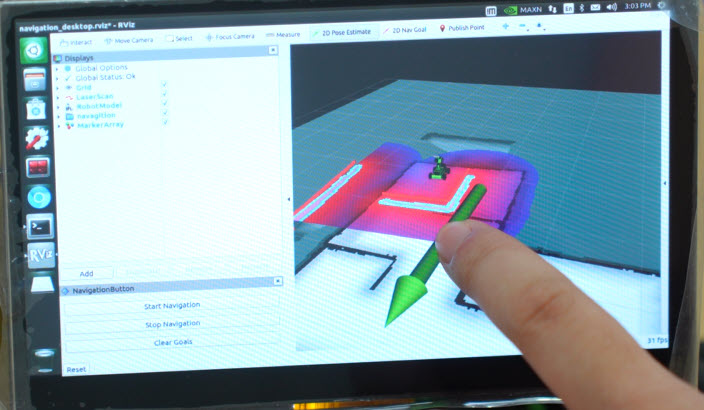 navigation_desktop.rviz* - RViz
MAXN
3:03 PM
Interact Move Camera Select Focus Camera Measure 2D Pose Estimate 2D Nav Goal Publish Point
Displays
Global Options
Global Status: Ok
Grid
LaserScan
RobotModel
navagition
MarkerArray
Add
NavigationButton
Start Navigation
Stop Navigation
Clear Goals
Reset
31 fps
RViz